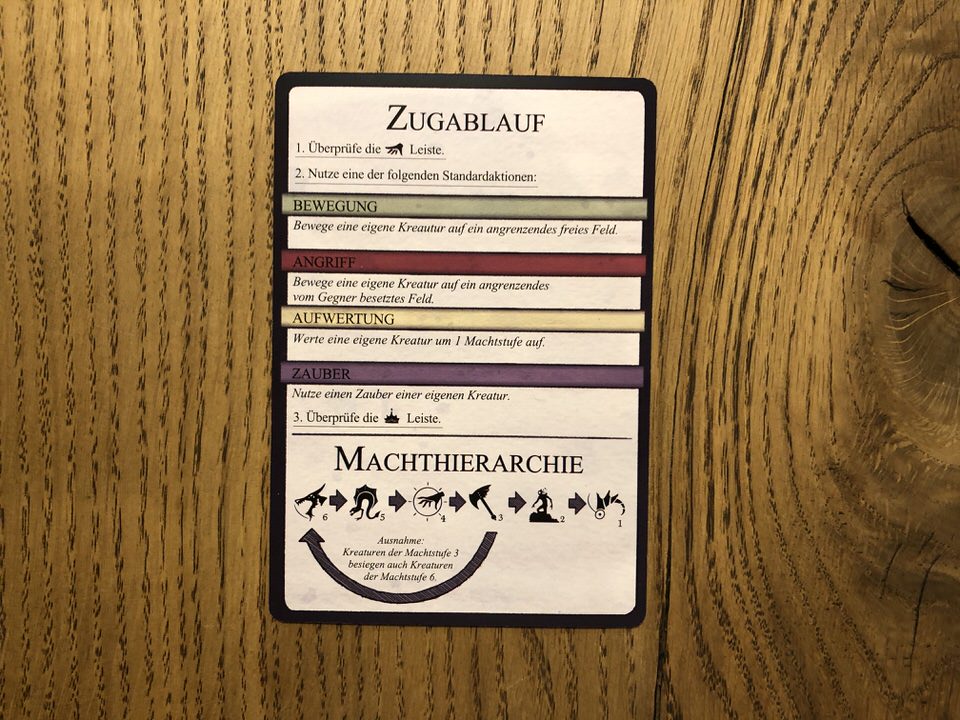 ZUGABLAUF
1. Überprüfe die Leiste.
2. Nutze eine der folgenden Standardaktionen:
BEWEGUNG
Bewege eine eigene Kreautur auf ein angrenzendes freies Feld.
ANGRIFF
Bewege eine eigene Kreatur auf ein angrenzendes
vom Gegner besetztes Feld.
AUFWERTUNG
Werte eine eigene Kreatur um 1 Machtstufe auf.
ZAUBER
Nutze einen Zauber einer eigenen Kreatur.
3. Überprüfe die Leiste.
MACHTHIERARCHIE
6 5 4 3 2 1
Ausnahme:
Kreaturen der Machtstufe 3
besiegen auch Kreaturen
der Machtstufe 6.